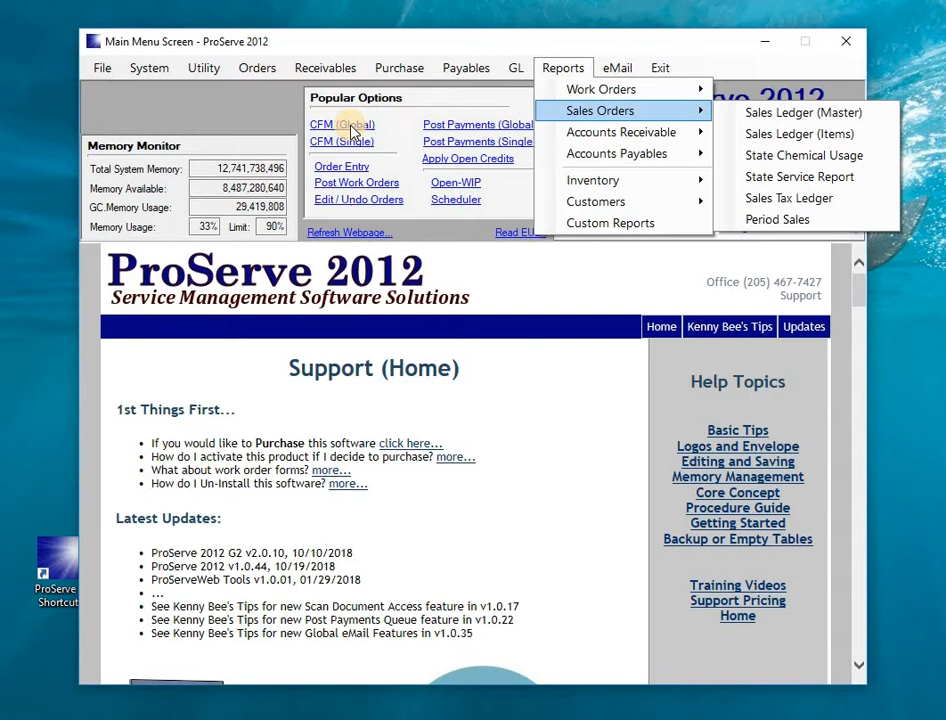 Main Menu Screen - ProServe 2012
File System Utility Orders Receivables Purchase Payables GL Reports eMail Exit
Popular Options
CFM (Global) Post Payments (Global
CFM (Single) Post Payments (Single
Order Entry Apply Open Credits
Post Work Orders Open-WIP
Edit / Undo Orders Scheduler
Refresh Webpage...
Memory Monitor
Total System Memory: 12,741,738,496
Memory Available: 8,487,280,640
GC.Memory Usage: 29,419,808
Memory Usage: 33% Limit: 90%
Work Orders
Sales Orders
Accounts Receivable
Accounts Payables
Inventory
Customers
Custom Reports
Sales Ledger (Master)
Sales Ledger (Items)
State Chemical Usage
State Service Report
Sales Tax Ledger
Period Sales
ProServe 2012
Service Management Software Solutions
Office (205) 467-7427
Support
Home Kenny Bee's Tips Updates
Support (Home)
1st Things First...
• If you would like to Purchase this software click here...
• How do I activate this product if I decide to purchase? more...
• What about work order forms? more...
• How do I Un-Install this software? more...
Latest Updates:
• ProServe 2012 G2 v2.0.10, 10/10/2018
• ProServe 2012 v1.0.44, 10/19/2018
• ProServeWeb Tools v1.0.01, 01/29/2018
• ...
• See Kenny Bee's Tips for new Scan Document Access feature in v1.0.17
• See Kenny Bee's Tips for new Post Payments Queue feature in v1.0.22
• See Kenny Bee's Tips for new Global eMail Features in v1.0.35
Help Topics
Basic Tips
Logos and Envelope
Editing and Saving
Memory Management
Core Concept
Procedure Guide
Getting Started
Backup or Empty Tables
Training Videos
Support Pricing
Home
ProServe
Shortcut